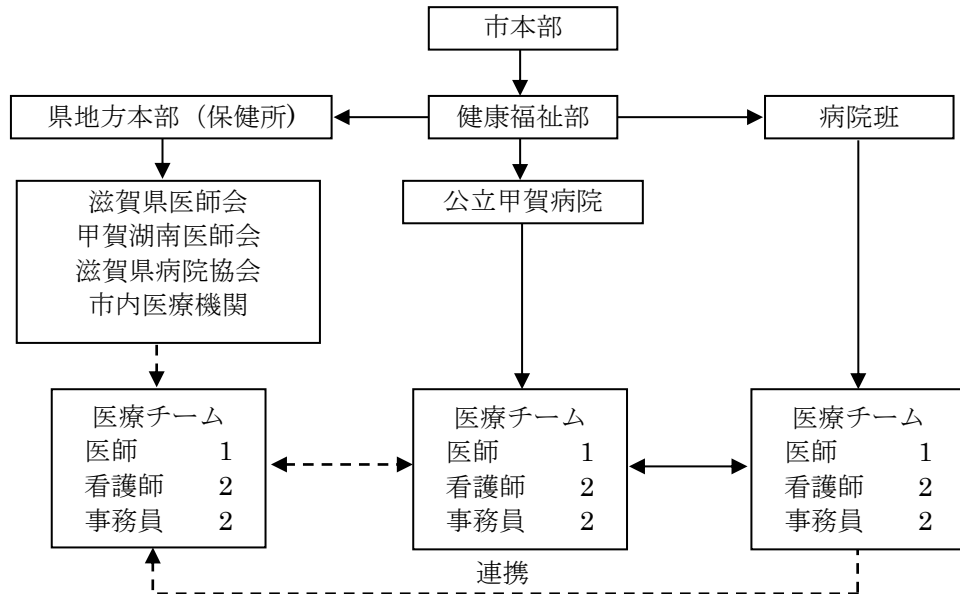 市本部
県地方本部（保健所）
健康福祉部
病院班
滋賀県医師会
甲賀湖南医師会
滋賀県病院協会
市内医療機関
公立甲賀病院
医療チーム
医師 1
看護師 2
事務員 2
医療チーム
医師 1
看護師 2
事務員 2
医療チーム
医師 1
看護師 2
事務員 2
連携